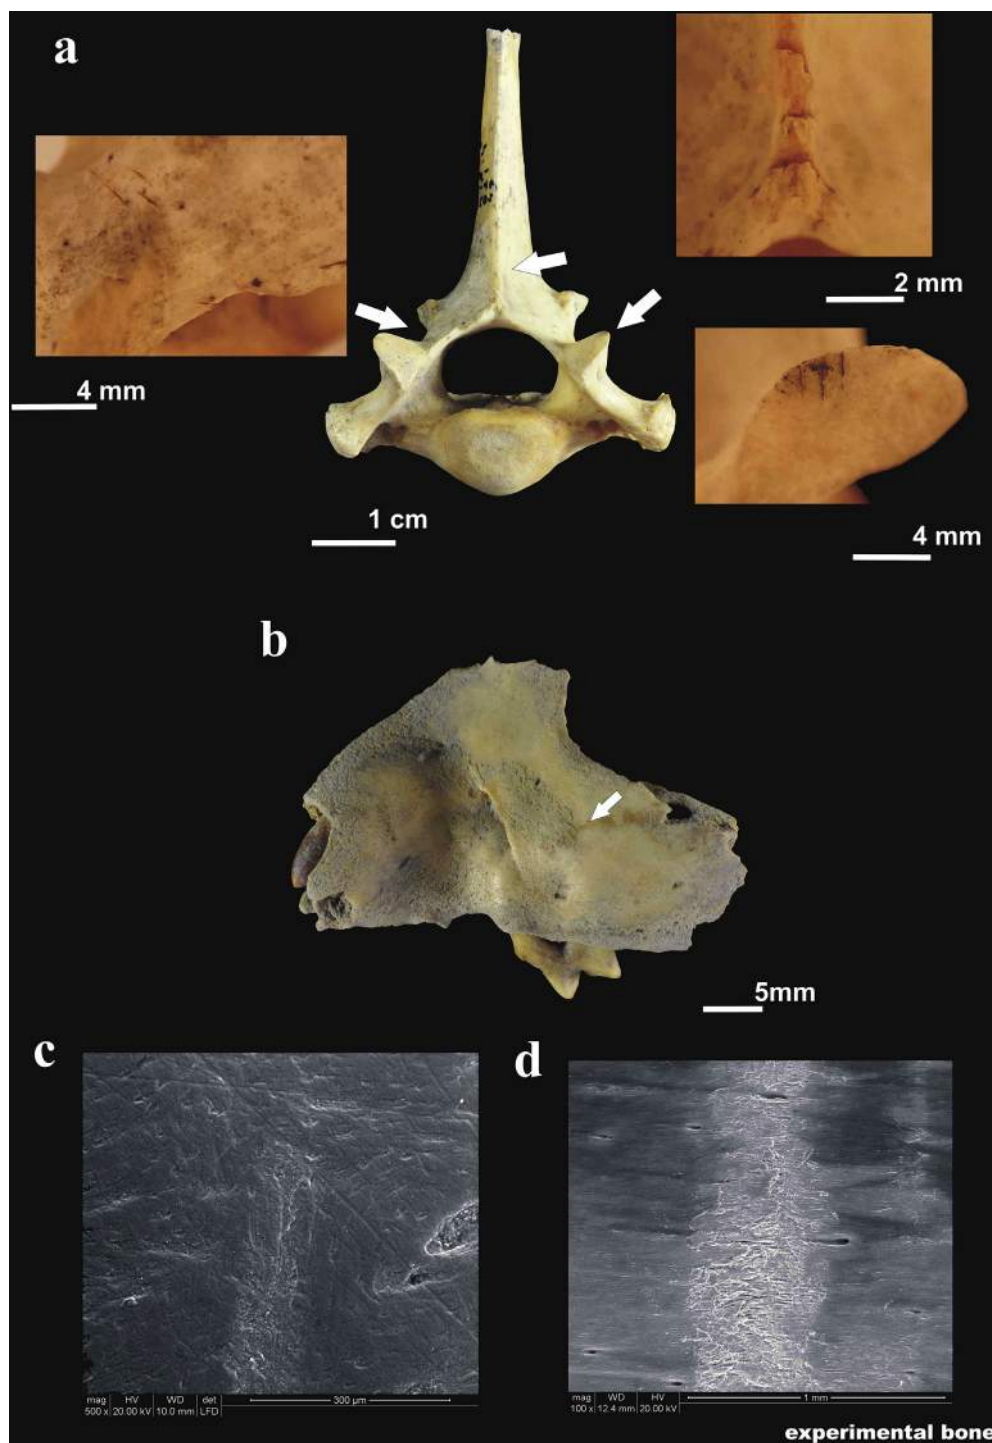 a
4 mm
1 cm
2 mm
4 mm
b
5mm
c
d
mag HV WD det
500 x 20.00 kV 10.0 mm LFD
300 µm
mag WD HV
100 x 12.4 mm 20.00 kV
1 mm
experimental bone